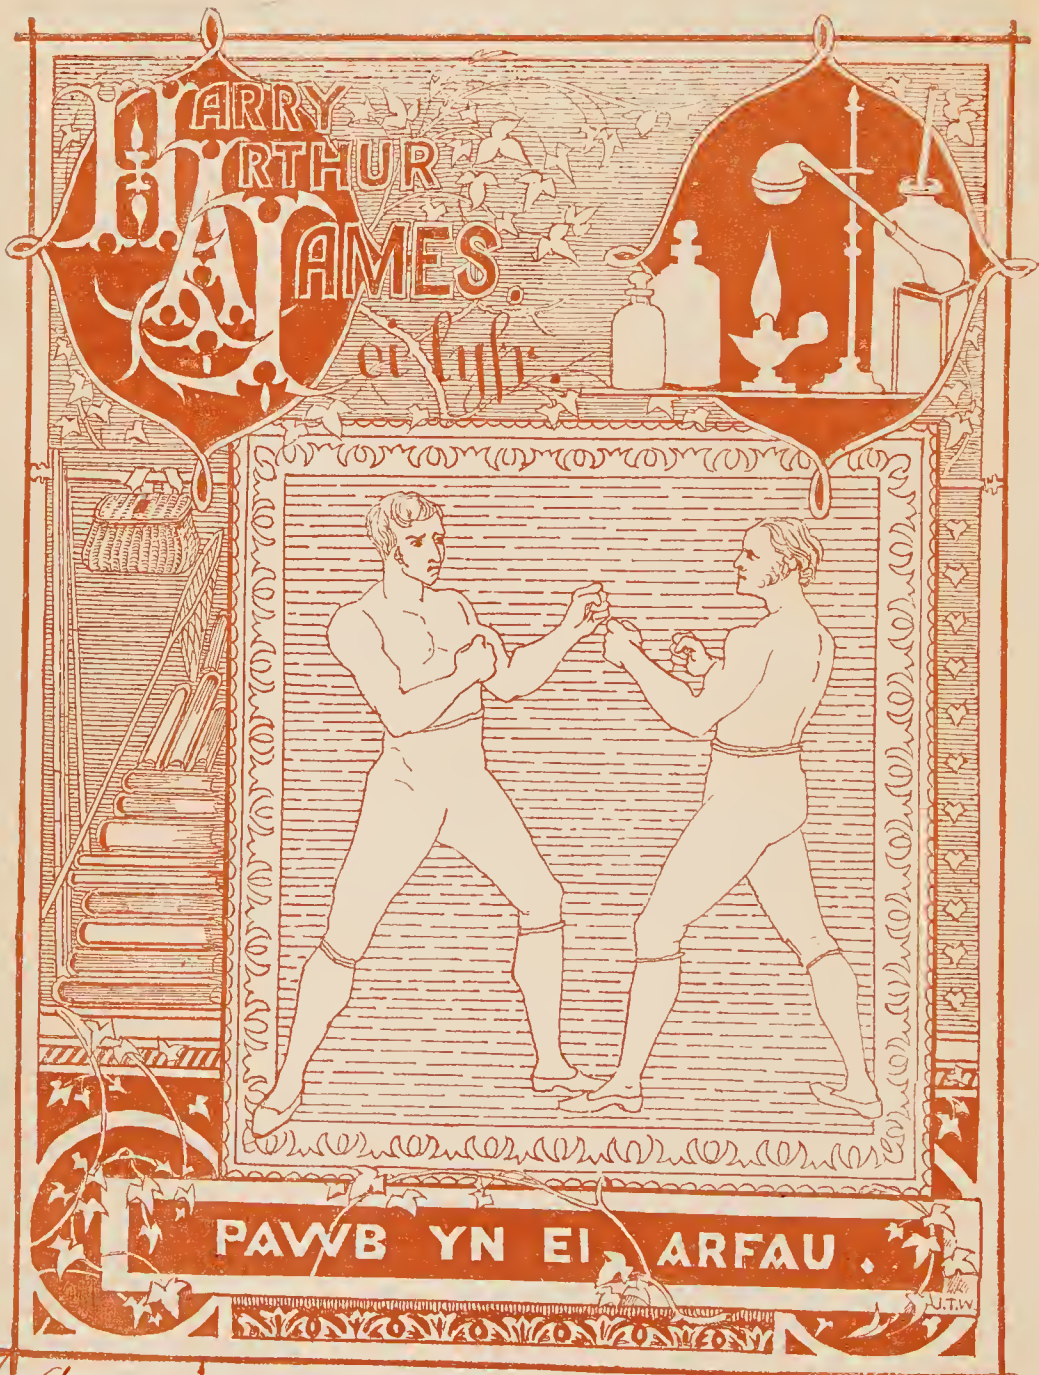 HARRY
ARTHUR
JAMES.
ei lyfr.
PAWB YN EI ARFAU.
J.T.W.